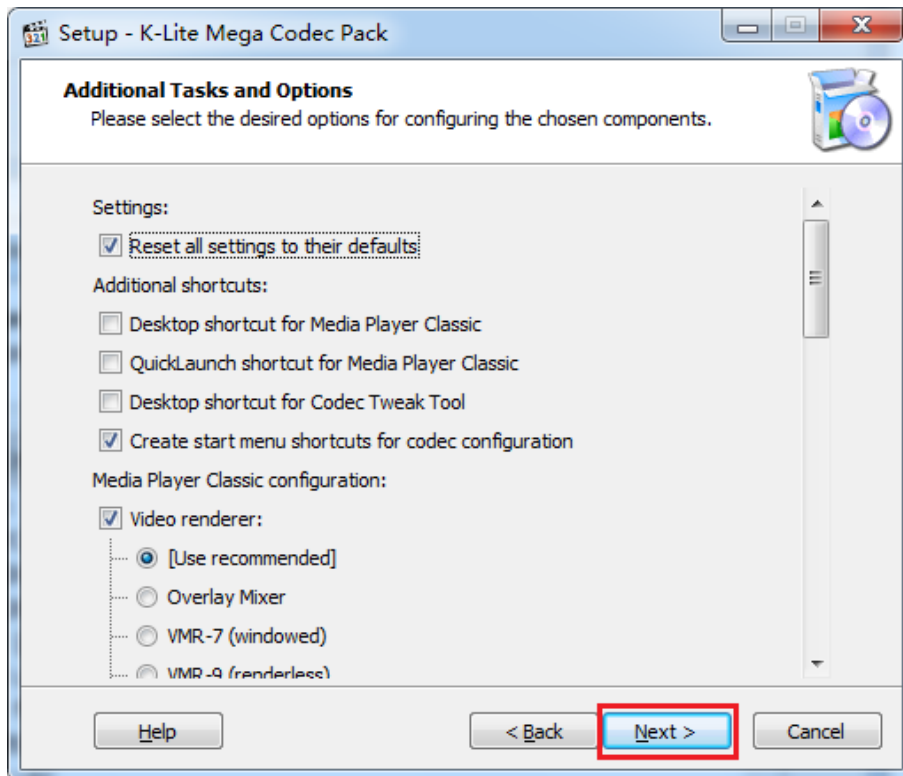 Setup - K-Lite Mega Codec Pack
Additional Tasks and Options
Please select the desired options for configuring the chosen components.
Settings:
Reset all settings to their defaults
Additional shortcuts:
Desktop shortcut for Media Player Classic
QuickLaunch shortcut for Media Player Classic
Desktop shortcut for Codec Tweak Tool
Create start menu shortcuts for codec configuration
Media Player Classic configuration:
Video renderer:
[Use recommended]
Overlay Mixer
VMR-7 (windowed)
VMR-9 (renderless)
Help < Back Next > Cancel